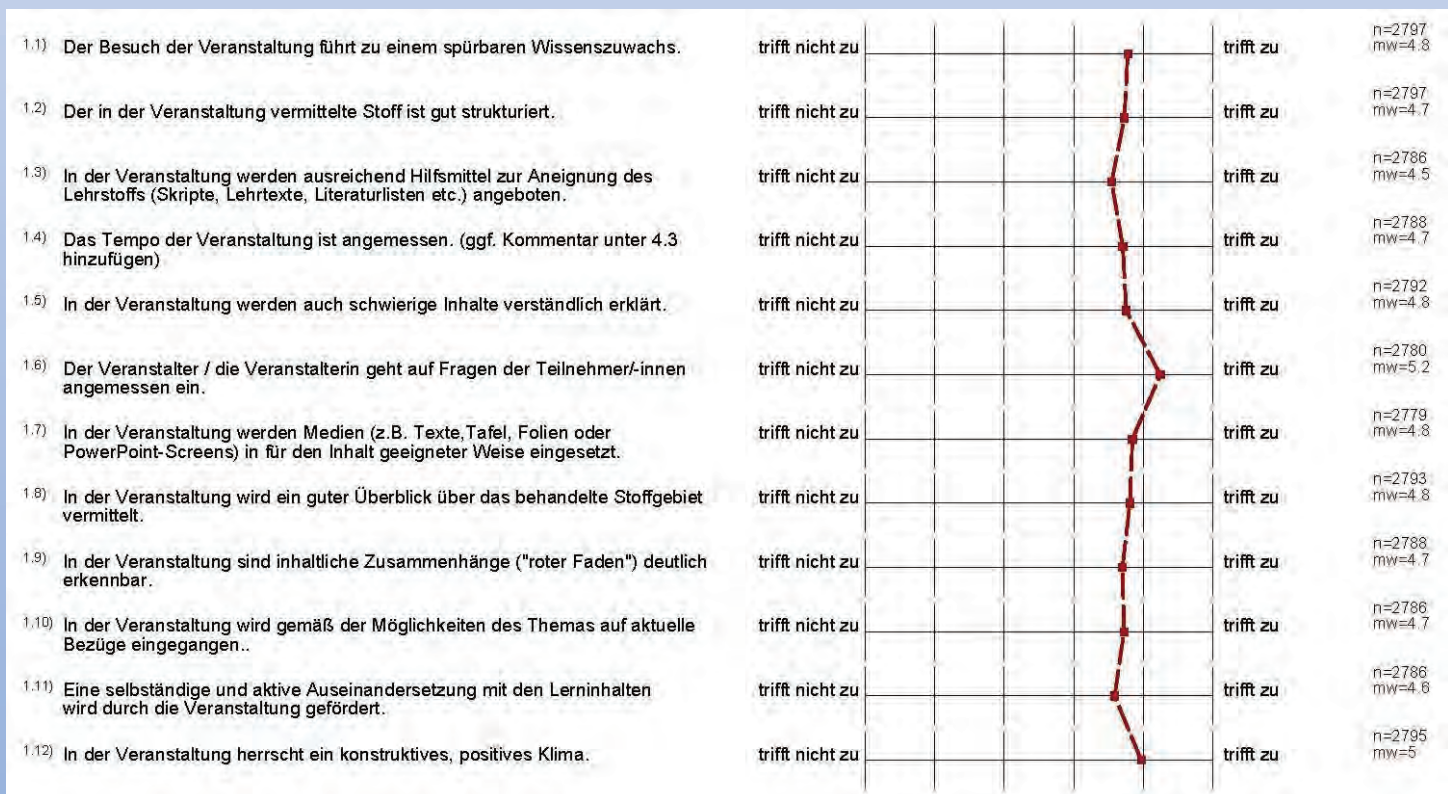 1.1) Der Besuch der Veranstaltung führt zu einem spürbaren Wissenszuwachs. trifft nicht zu trifft zu n=2797
mw=4.8
1.2) Der in der Veranstaltung vermittelte Stoff ist gut strukturiert. trifft nicht zu trifft zu n=2797
mw=4.7
1.3) In der Veranstaltung werden ausreichend Hilfsmittel zur Aneignung des trifft nicht zu trifft zu n=2786
Lehrstoffs (Skripte, Lehrtexte, Literaturlisten etc.) angeboten. mw=4.5
1.4) Das Tempo der Veranstaltung ist angemessen. (ggf. Kommentar unter 4.3 trifft nicht zu trifft zu n=2788
hinzufügen) mw=4.7
1.5) In der Veranstaltung werden auch schwierige Inhalte verständlich erklärt. trifft nicht zu trifft zu n=2792
mw=4.8
1.6) Der Veranstalter / die Veranstalterin geht auf Fragen der Teilnehmer/-innen trifft nicht zu trifft zu n=2780
angemessen ein. mw=5.2
1.7) In der Veranstaltung werden Medien (z.B. Texte,Tafel, Folien oder trifft nicht zu trifft zu n=2779
PowerPoint-Screens) in für den Inhalt geeigneter Weise eingesetzt. mw=4.8
1.8) In der Veranstaltung wird ein guter Überblick über das behandelte Stoffgebiet trifft nicht zu trifft zu n=2793
vermittelt. mw=4.8
1.9) In der Veranstaltung sind inhaltliche Zusammenhänge ("roter Faden") deutlich trifft nicht zu trifft zu n=2788
erkennbar. mw=4.7
1.10) In der Veranstaltung wird gemäß der Möglichkeiten des Themas auf aktuelle trifft nicht zu trifft zu n=2786
Bezüge eingegangen.. mw=4.7
1.11) Eine selbständige und aktive Auseinandersetzung mit den Lerninhalten trifft nicht zu trifft zu n=2786
wird durch die Veranstaltung gefördert. mw=4.6
1.12) In der Veranstaltung herrscht ein konstruktives, positives Klima. trifft nicht zu trifft zu n=2795
mw=5